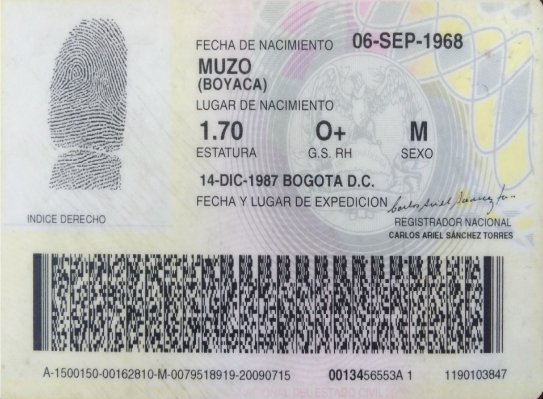 FECHA DE NACIMIENTO 06-SEP-1968
MUZO
(BOYACA)
LUGAR DE NACIMIENTO
1.70 O+ M
ESTATURA G.S. RH SEXO
14-DIC-1987 BOGOTA D.C.
FECHA Y LUGAR DE EXPEDICION
INDICE DERECHO
REGISTRADOR NACIONAL
CARLOS ARIEL SÁNCHEZ TORRES
A-1500150-00162810-M-0079518919-20090715 0013456553A 1 1190103847